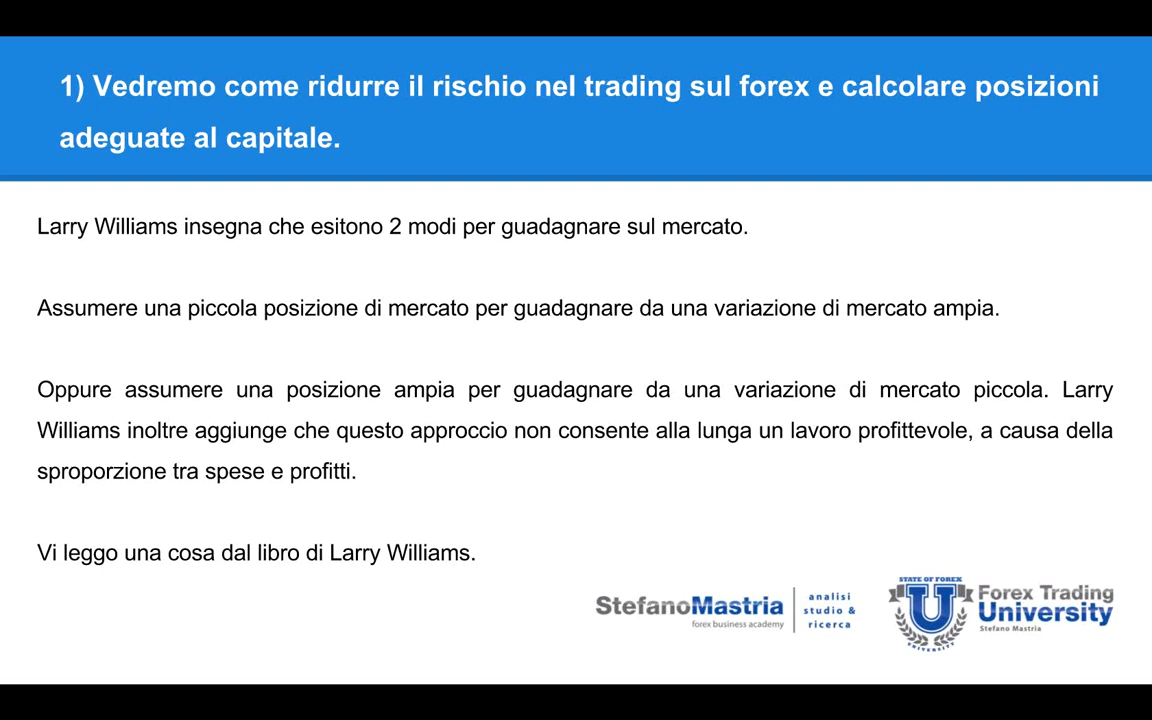 1) Vedremo come ridurre il rischio nel trading sul forex e calcolare posizioni
adeguate al capitale.
Larry Williams insegna che esitono 2 modi per guadagnare sul mercato.
Assumere una piccola posizione di mercato per guadagnare da una variazione di mercato ampia.
Oppure assumere una posizione ampia per guadagnare da una variazione di mercato piccola. Larry
Williams inoltre aggiunge che questo approccio non consente alla lunga un lavoro profittevole, a causa della
sproporzione tra spese e profitti.
Vi leggo una cosa dal libro di Larry Williams.
StefanoMastria
forex business academy
analisi
studio &
ricerca
STATE OF FOREX
U
UNIVERSITY
Forex Trading
University
Stefano Mastria